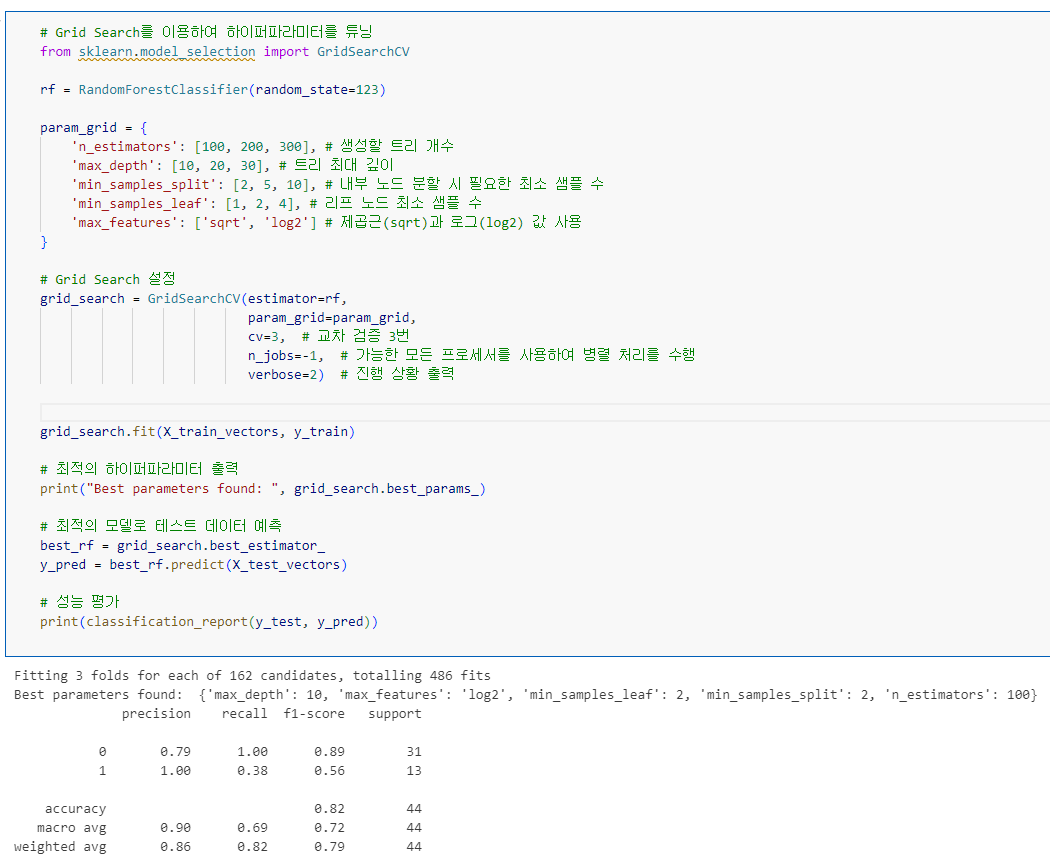 # Grid Search를 이용하여 하이퍼파라미터를 튜닝
from sklearn.model_selection import GridSearchCV
rf = RandomForestClassifier(random_state=123)
param_grid = {
    'n_estimators': [100, 200, 300], # 생성할 트리 개수
    'max_depth': [10, 20, 30], # 트리 최대 깊이
    'min_samples_split': [2, 5, 10], # 내부 노드 분할 시 필요한 최소 샘플 수
    'min_samples_leaf': [1, 2, 4], # 리프 노드 최소 샘플 수
    'max_features': ['sqrt', 'log2'] # 제곱근(sqrt)과 로그(log2) 값 사용
}
# Grid Search 설정
grid_search = GridSearchCV(estimator=rf,
                           param_grid=param_grid,
                           cv=3,  # 교차 검증 3번
                           n_jobs=-1,  # 가능한 모든 프로세서를 사용하여 병렬 처리를 수행
                           verbose=2)  # 진행 상황 출력
grid_search.fit(X_train_vectors, y_train)
# 최적의 하이퍼파라미터 출력
print("Best parameters found: ", grid_search.best_params_)
# 최적의 모델로 테스트 데이터 예측
best_rf = grid_search.best_estimator_
y_pred = best_rf.predict(X_test_vectors)
# 성능 평가
print(classification_report(y_test, y_pred))
Fitting 3 folds for each of 162 candidates, totalling 486 fits
Best parameters found:  {'max_depth': 10, 'max_features': 'log2', 'min_samples_leaf': 2, 'min_samples_split': 2, 'n_estimators': 100}
              precision    recall  f1-score   support
           0       0.79      1.00      0.89        31
           1       1.00      0.38      0.56        13
    accuracy                           0.82        44
   macro avg       0.90      0.69      0.72        44
weighted avg       0.86      0.82      0.79        44